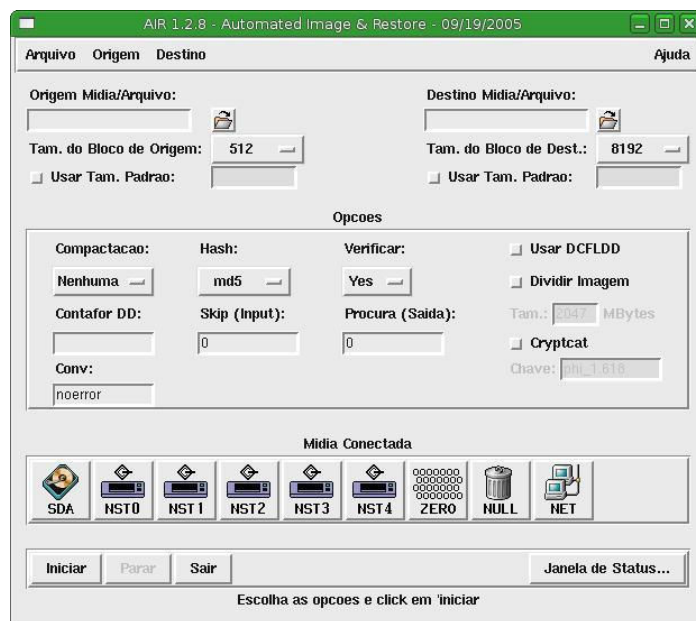 AIR 1.2.8 - Automated Image & Restore - 09/19/2005
Arquivo Origem Destino Ajuda
Origem Midia/Arquivo: Destino Midia/Arquivo:
Tam. do Bloco de Origem: 512 Tam. do Bloco de Dest.: 8192
Usar Tam. Padrao: Usar Tam. Padrao:
Opcoes
Compactacao: Hash: Verificar: Usar DCFLDD
Nenhuma md5 Yes Dividir Imagem
Contafor DD: Skip (Input): Procura (Saida): Tam.: 2047 MBytes
0 0 Cryptcat
Conv: Chave: phi_1.618
noerror
Midia Conectada
SDA NST0 NST1 NST2 NST3 NST4 ZERO NULL NET
Iniciar Parar Sair Janela de Status...
Escolha as opcoes e click em 'iniciar